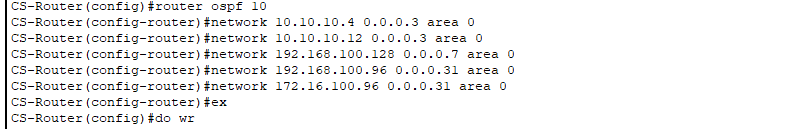 CS-Router(config)#router ospf 10
CS-Router(config-router)#network 10.10.10.4 0.0.0.3 area 0
CS-Router(config-router)#network 10.10.10.12 0.0.0.3 area 0
CS-Router(config-router)#network 192.168.100.128 0.0.0.7 area 0
CS-Router(config-router)#network 192.168.100.96 0.0.0.31 area 0
CS-Router(config-router)#network 172.16.100.96 0.0.0.31 area 0
CS-Router(config-router)#ex
CS-Router(config)#do wr